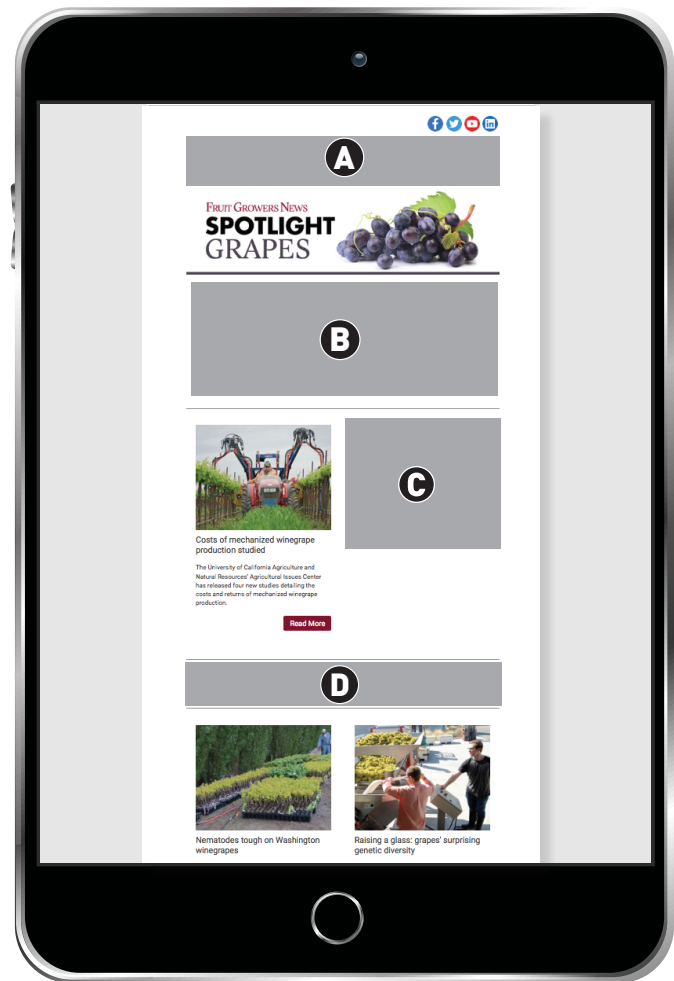 A
FRUIT GROWERS NEWS
SPOTLIGHT
GRAPES
B
Costs of mechanized winegrape
production studied
The University of California Agriculture and
Natural Resources' Agricultural Issues Center
has released four new studies detailing the
costs and returns of mechanized winegrape
production.
Read More
C
D
Nematodes tough on Washington
winegrapes
Raising a glass: grapes' surprising
genetic diversity